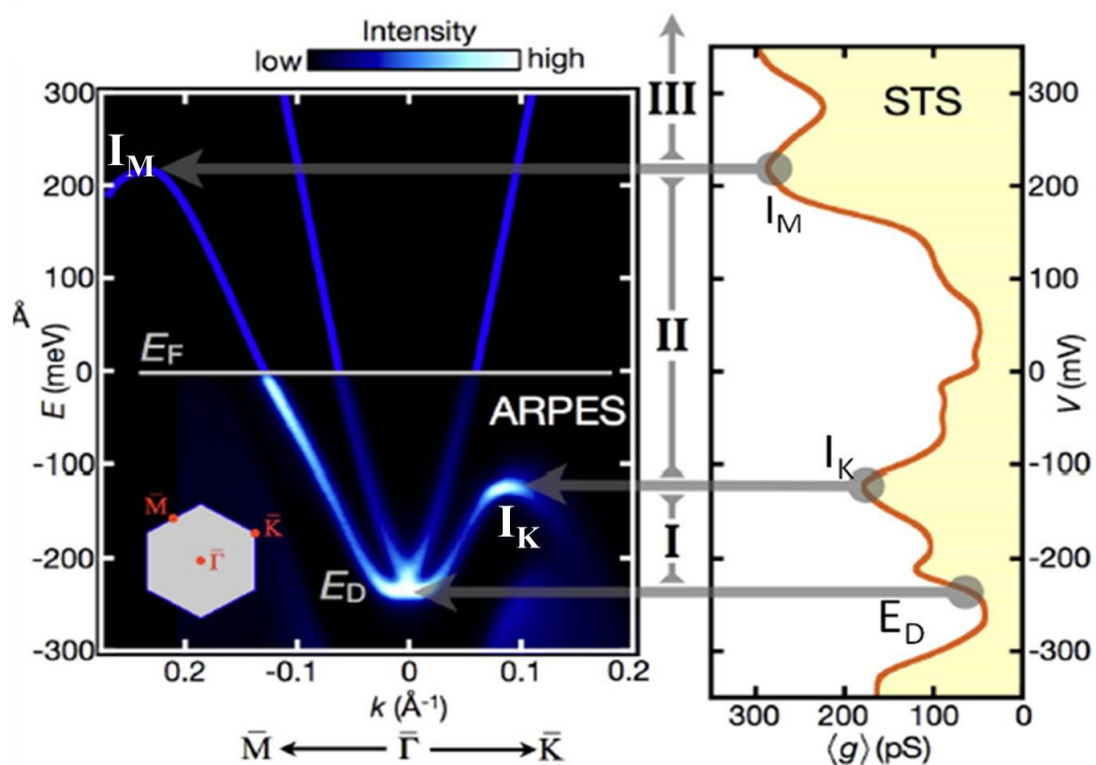 Intensity
low high
300
200
100
0
-100
-200
-300
Å
E (meV)
I_M
E_F
ARPES
I_K
E_D
M̄
K̄
Γ̄
0.2 -0.1 0 0.1 0.2
k (Å⁻¹)
M̄ Γ̄ K̄
III
II
I
STS
I_M
I_K
E_D
300
200
100
0
-100
-200
-300
V (mV)
300 200 100 0
⟨g⟩ (pS)